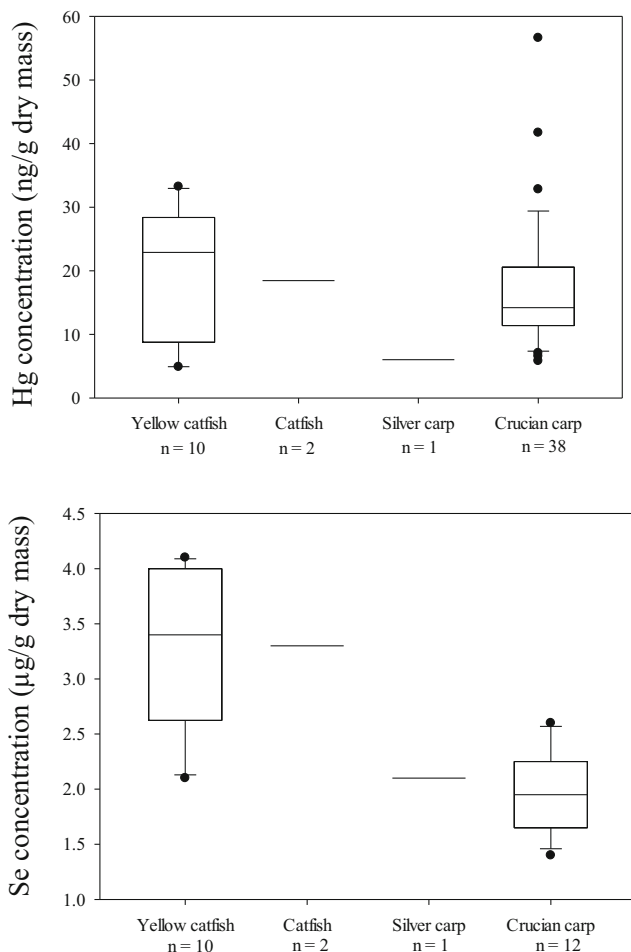 Hg concentration (ng/g dry mass)
60
50
40
30
20
10
0
Yellow catfish
n = 10
Catfish
n = 2
Silver carp
n = 1
Crucian carp
n = 38
Se concentration (µg/g dry mass)
4.5
4.0
3.5
3.0
2.5
2.0
1.5
1.0
Yellow catfish
n = 10
Catfish
n = 2
Silver carp
n = 1
Crucian carp
n = 12